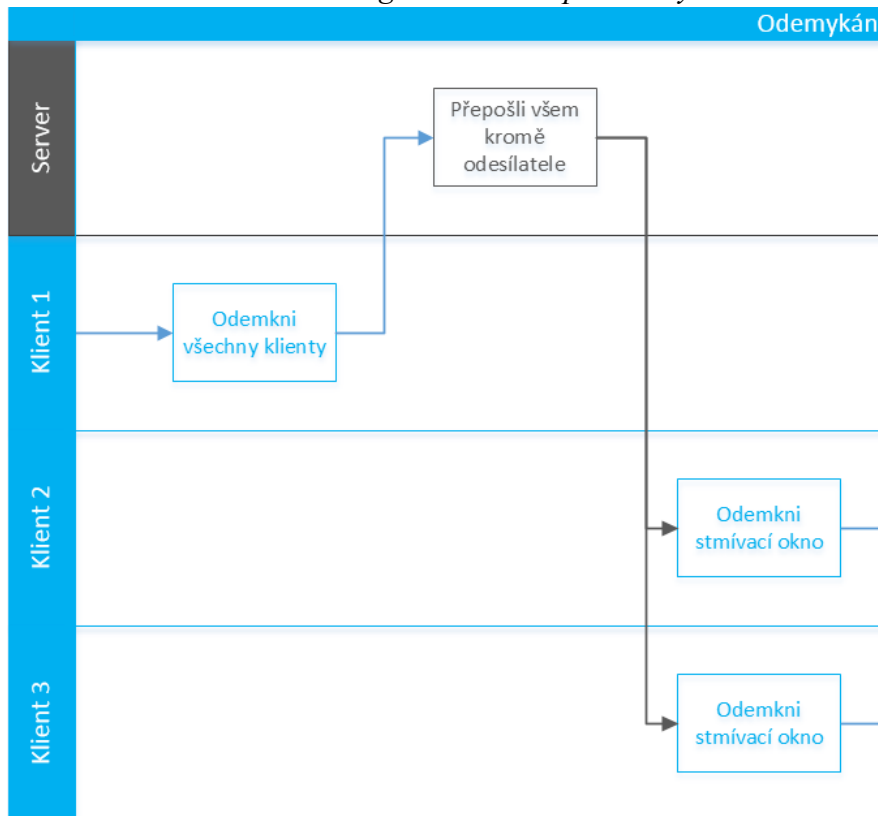 Odemykán
Server
Přepošli všem
kromě
odesílatele
Klient 1
Odemkni
všechny klienty
Klient 2
Odemkni
stmívací okno
Klient 3
Odemkni
stmívací okno